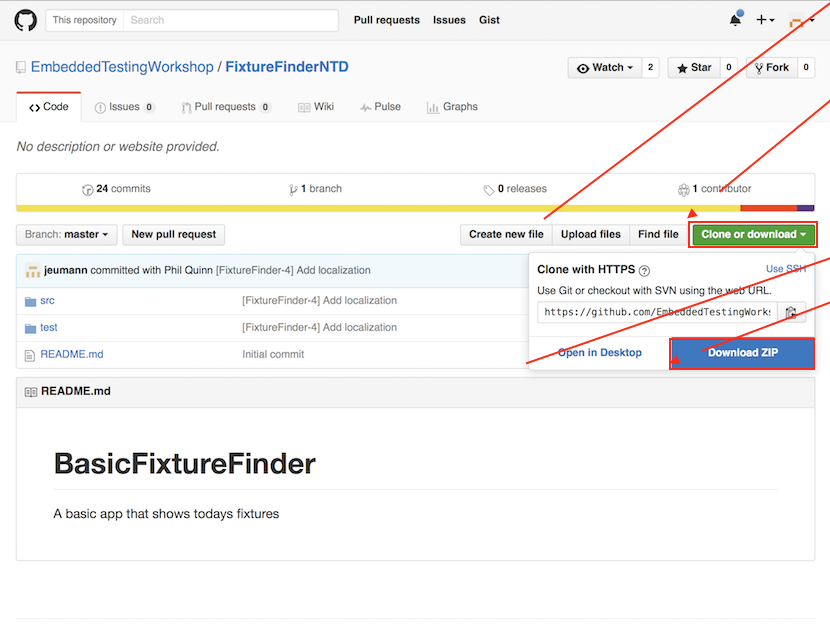 This repository Search Pull requests Issues Gist
EmbeddedTestingWorkshop / FixtureFinderNTD Watch 2 Star 0 Fork 0
Code Issues 0 Pull requests 0 Wiki Pulse Graphs
No description or website provided.
24 commits 1 branch 0 releases 1 contributor
Branch: master New pull request Create new file Upload files Find file Clone or download
jeumann committed with Phil Quinn [FixtureFinder-4] Add localization
src [FixtureFinder-4] Add localization
test [FixtureFinder-4] Add localization
README.md Initial commit
Clone with HTTPS ? Use SSH
Use Git or checkout with SVN using the web URL.
https://github.com/EmbeddedTestingWorks
Open in Desktop Download ZIP
README.md
BasicFixtureFinder
A basic app that shows todays fixtures